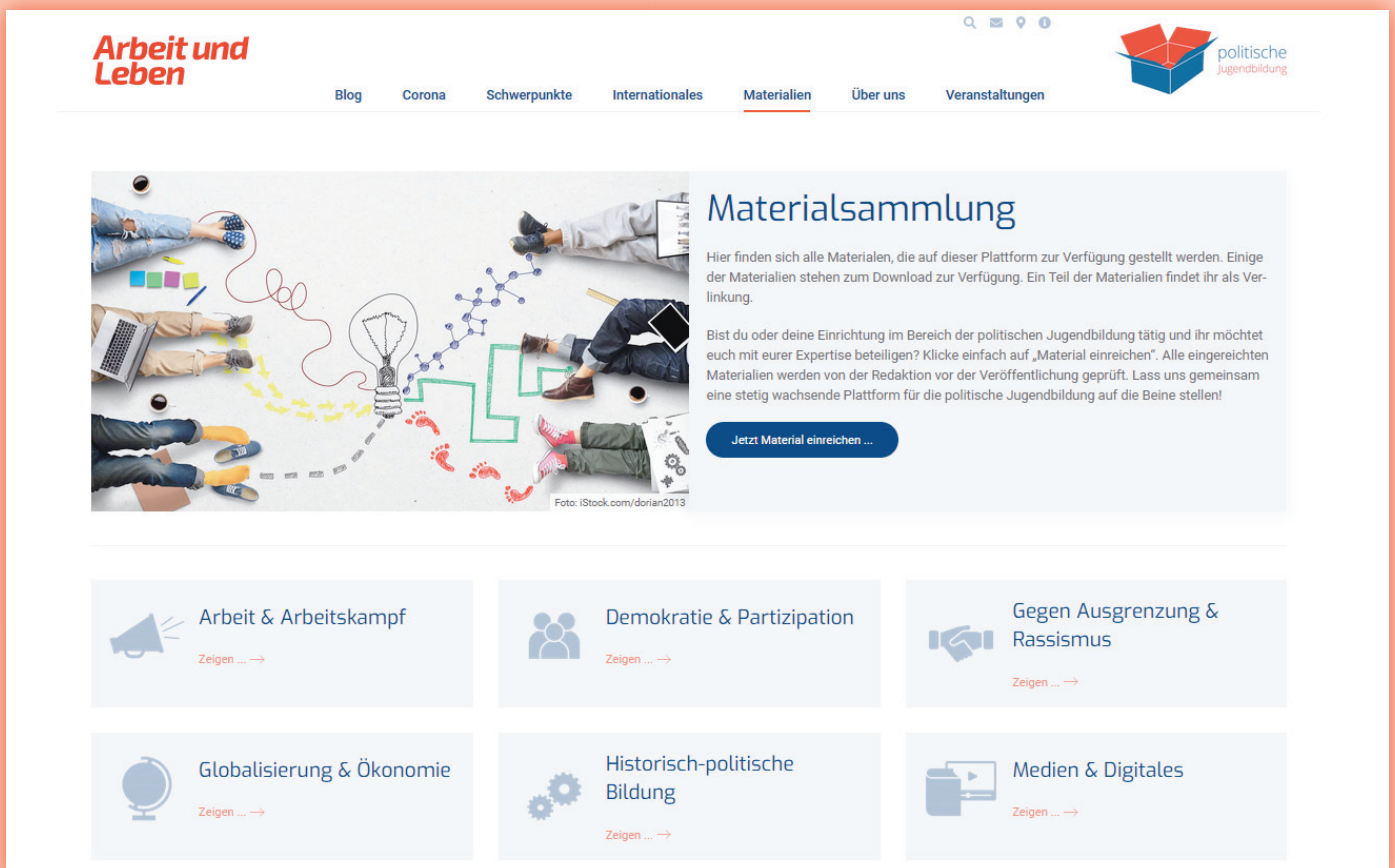 Arbeit und
Leben
politische
jugendbildung
Blog Corona Schwerpunkte Internationales Materialien Über uns Veranstaltungen
Materialsammlung
Hier finden sich alle Materialen, die auf dieser Plattform zur Verfügung gestellt werden. Einige
der Materialien stehen zum Download zur Verfügung. Ein Teil der Materialien findet ihr als Ver-
linkung.
Bist du oder deine Einrichtung im Bereich der politischen Jugendbildung tätig und ihr möchtet
euch mit eurer Expertise beteiligen? Klicke einfach auf „Material einreichen". Alle eingereichten
Materialien werden von der Redaktion vor der Veröffentlichung geprüft. Lass uns gemeinsam
eine stetig wachsende Plattform für die politische Jugendbildung auf die Beine stellen!
Jetzt Material einreichen ...
Foto: iStock.com/dorian2013
Arbeit & Arbeitskampf
Zeigen ... →
Demokratie & Partizipation
Zeigen ... →
Gegen Ausgrenzung &
Rassismus
Zeigen ... →
Globalisierung & Ökonomie
Zeigen ... →
Historisch-politische
Bildung
Zeigen ... →
Medien & Digitales
Zeigen ... →